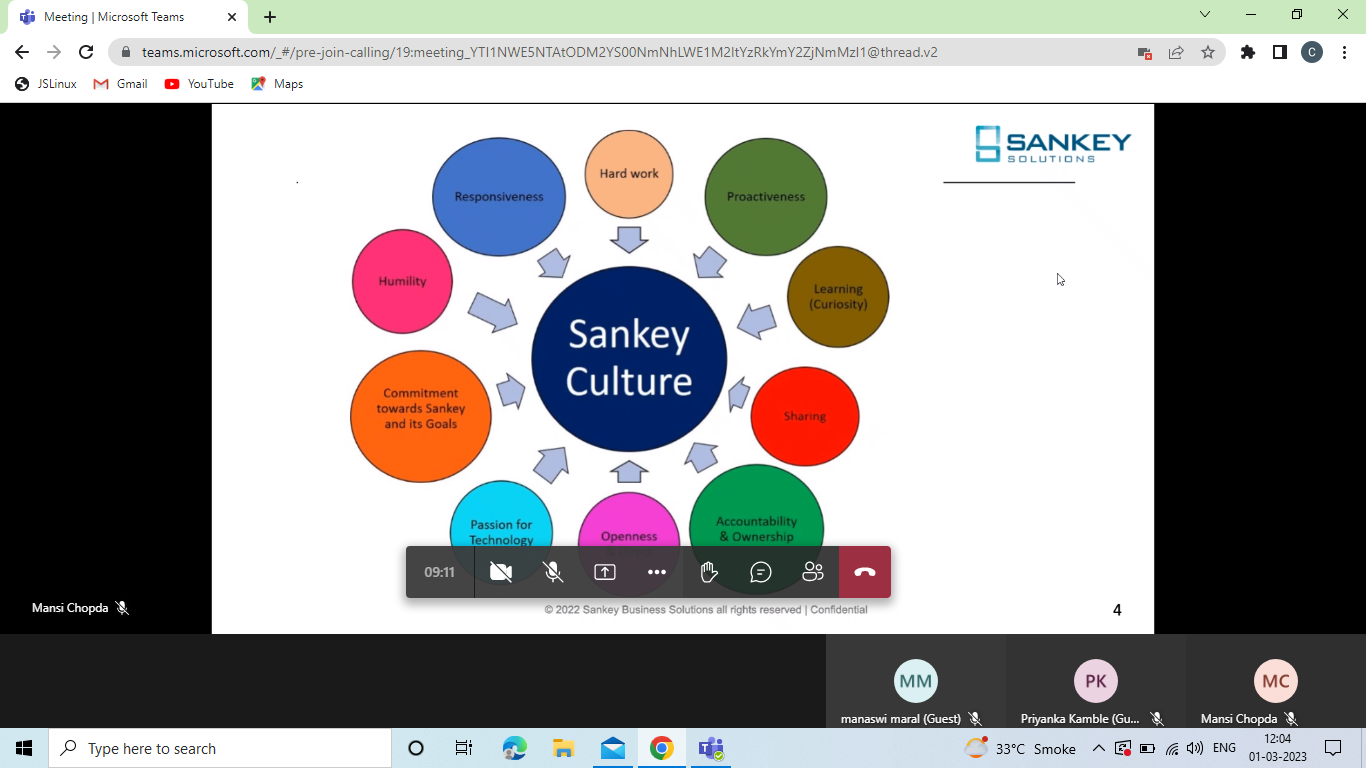 Meeting | Microsoft Teams
teams.microsoft.com/_#/pre-join-calling/19:meeting_YTI1NWE5NTAtODM2YS00NmNhLWE1M2ItYzRkYmY2ZjNmMzI1@thread.v2
C
JSLinux
Gmail
YouTube
Maps
SANKEY
SOLUTIONS
Hard work
Responsiveness
Proactiveness
Humility
Learning
(Curiosity)
Sankey
Culture
Commitment
towards Sankey
and its Goals
Sharing
Passion for
Technology
Openness
Accountability
& Ownership
09:11
Mansi Chopda
© 2022 Sankey Business Solutions all rights reserved | Confidential
4
MM
PK
MC
manaswi maral (Guest)
Priyanka Kamble (Gu...
Mansi Chopda
Type here to search
33°C Smoke
ENG
12:04
01-03-2023